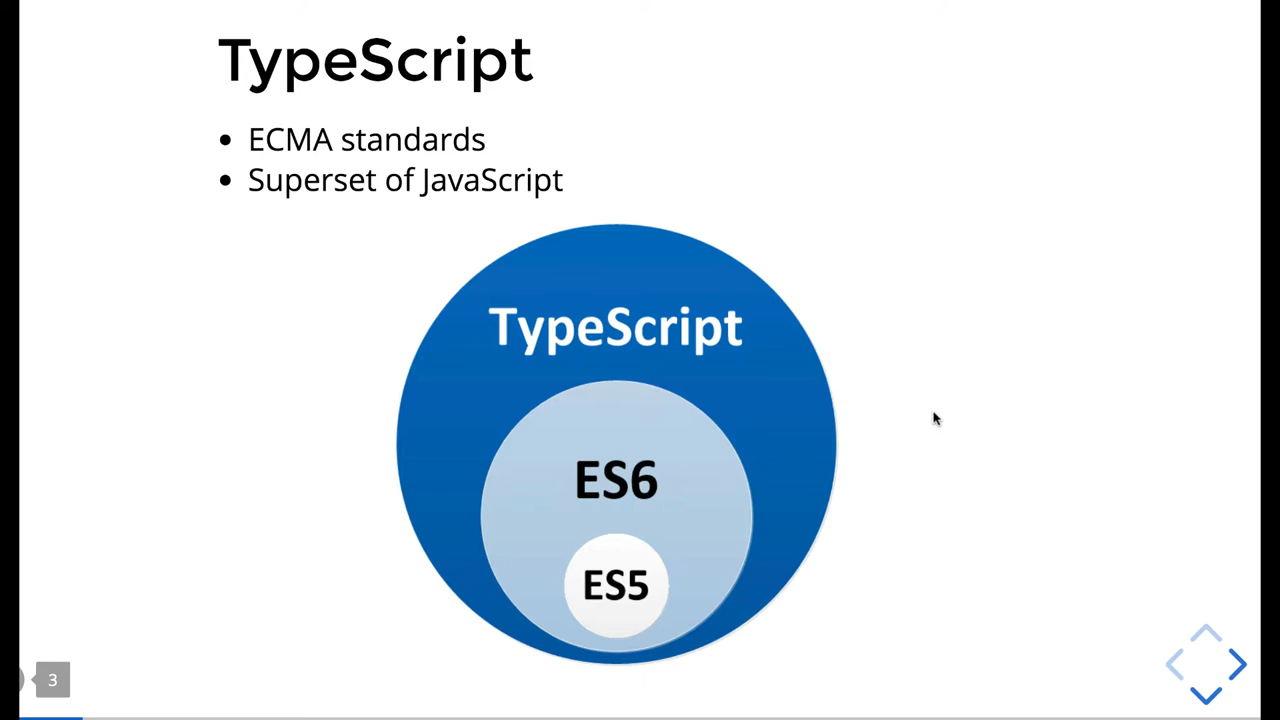 TypeScript
ECMA standards
Superset of JavaScript
TypeScript
ES6
ES5
3